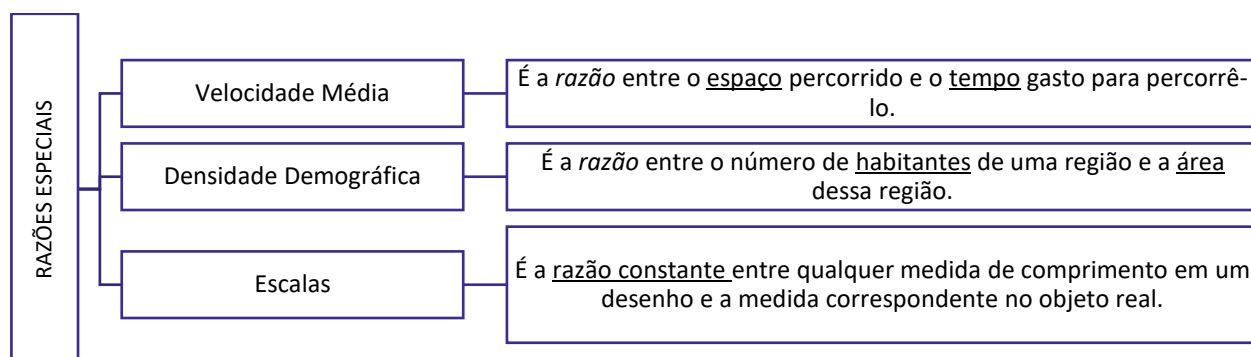 RAZÕES ESPECIAIS
Velocidade Média
É a razão entre o espaço percorrido e o tempo gasto para percorrê-
lo.
Densidade Demográfica
É a razão entre o número de habitantes de uma região e a área
dessa região.
Escalas
É a razão constante entre qualquer medida de comprimento em um
desenho e a medida correspondente no objeto real.